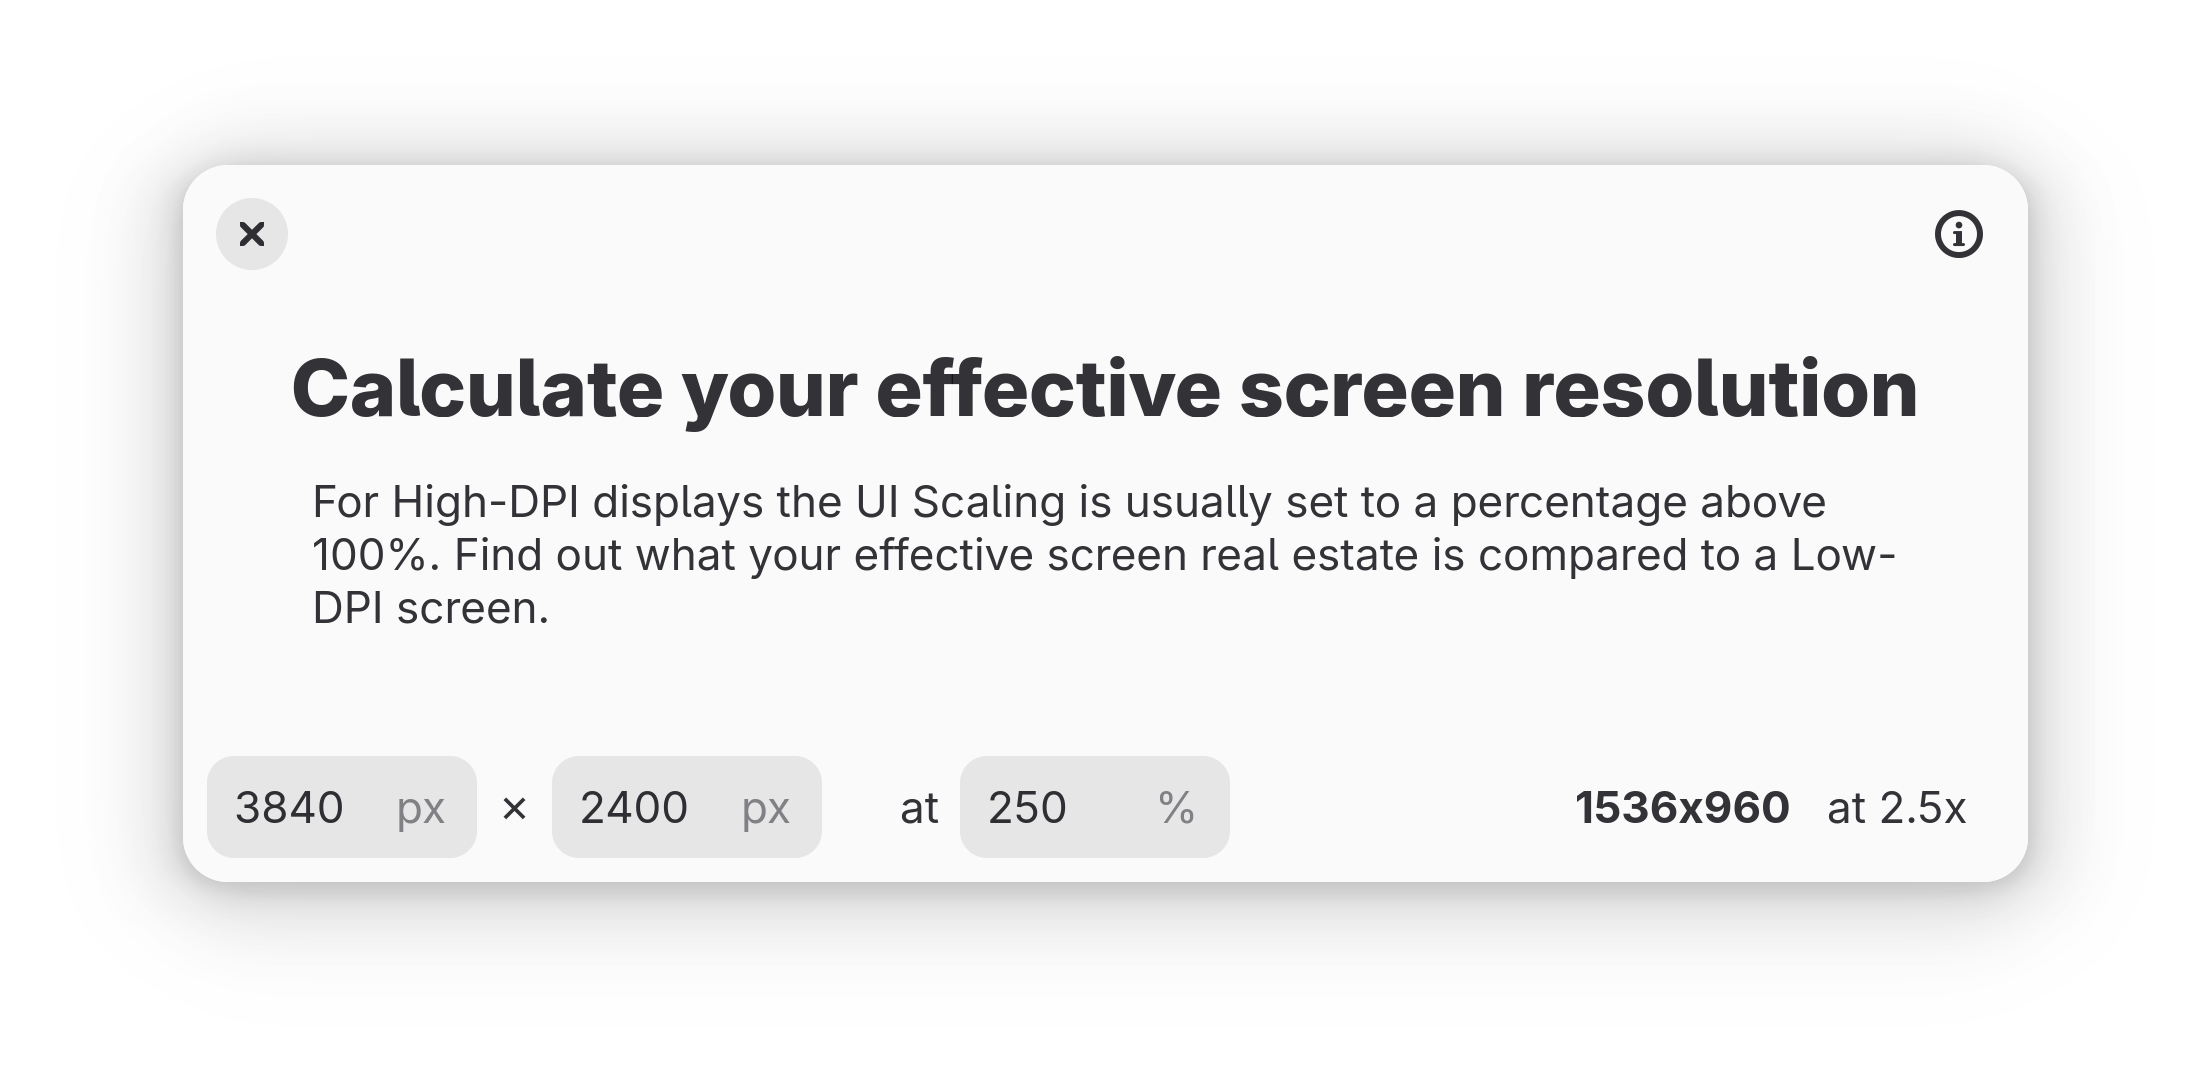 Calculate your effective screen resolution
For High-DPI displays the UI Scaling is usually set to a percentage above
100%. Find out what your effective screen real estate is compared to a Low-
DPI screen.
3840 px × 2400 px at 250 % 1536x960 at 2.5x